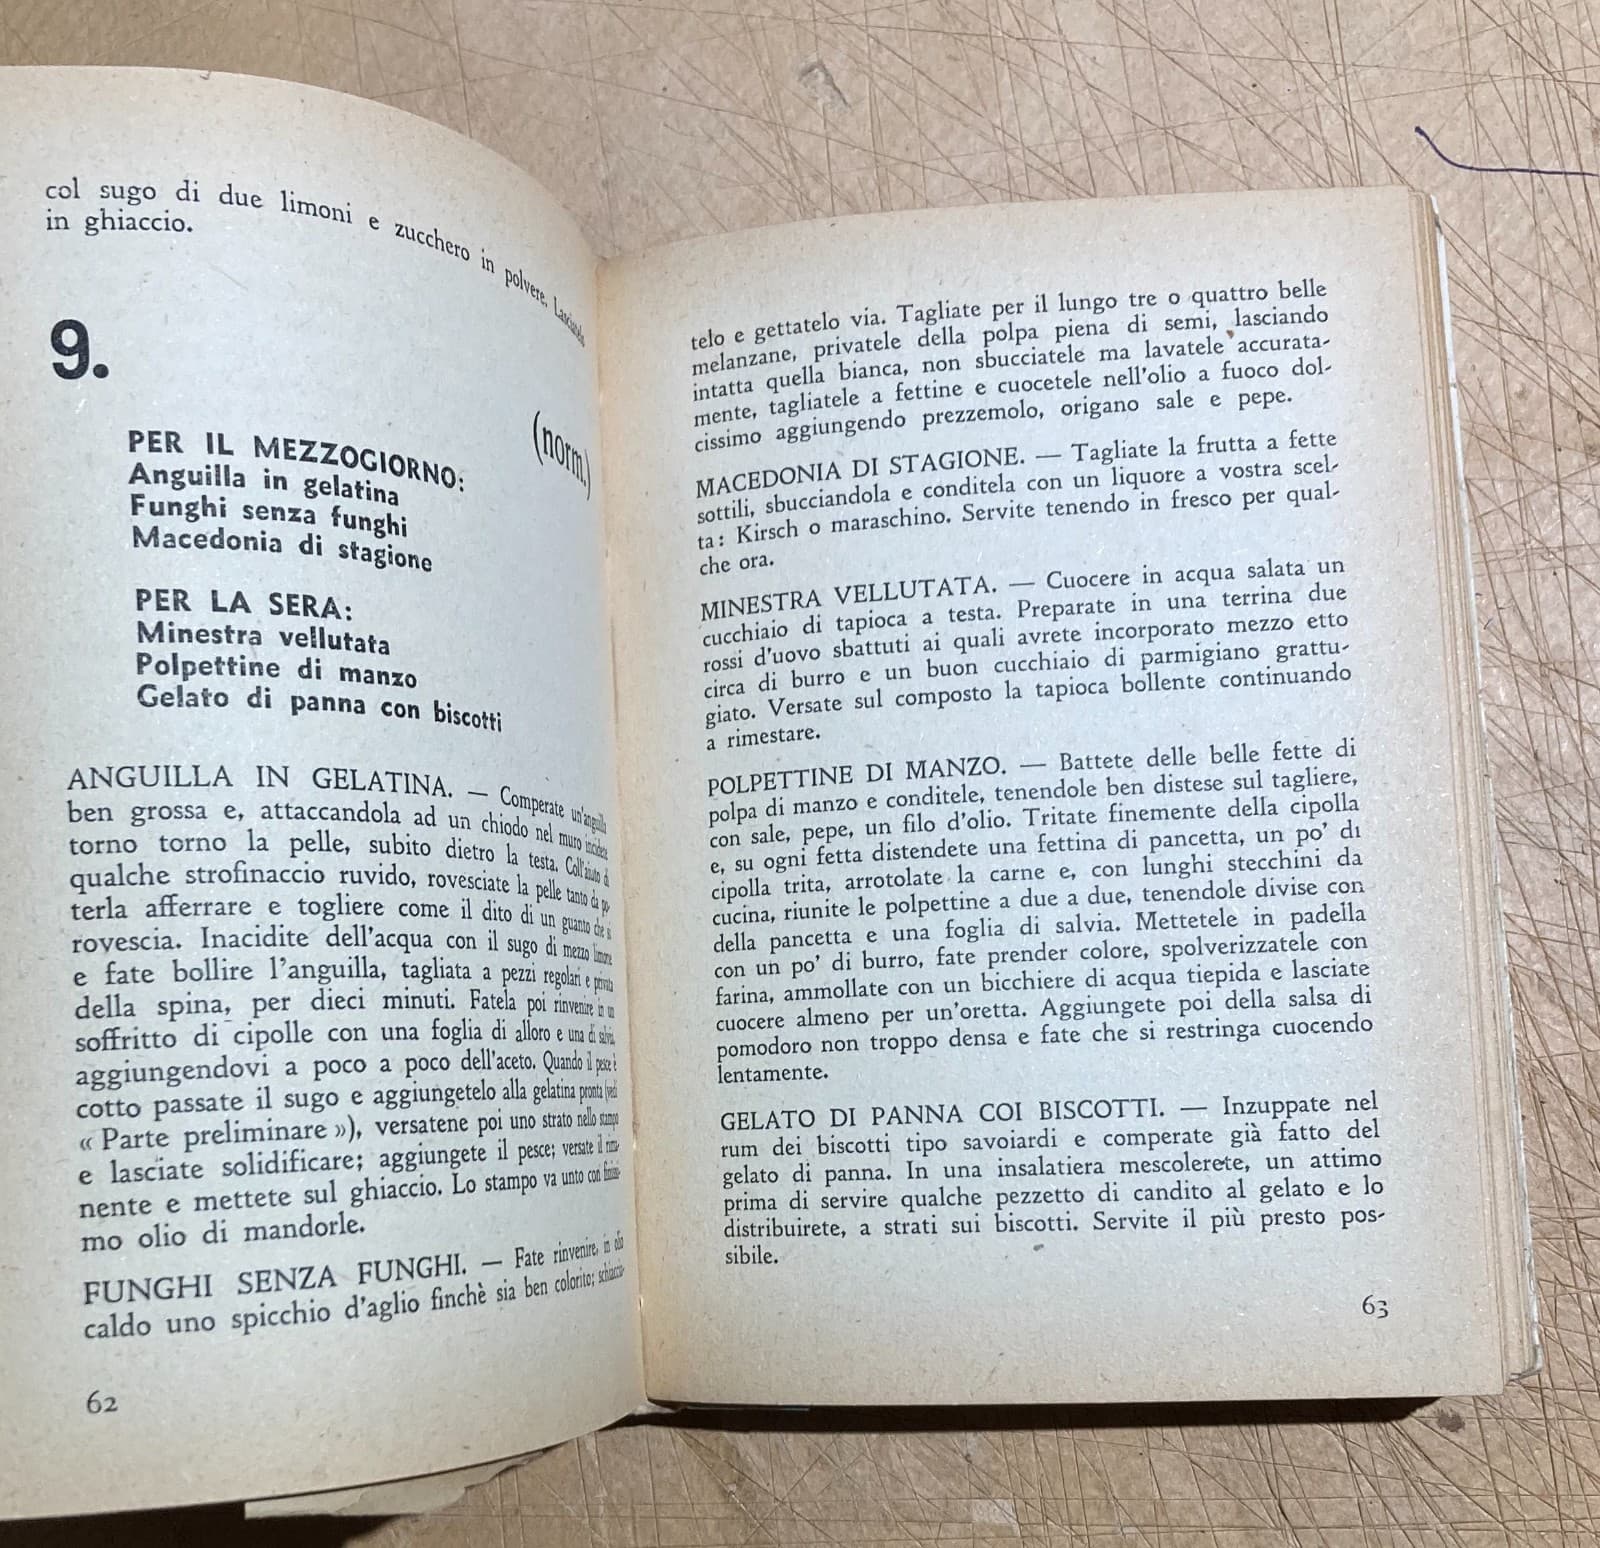 col sugo di due limoni e zucchero in polvere. Lasciatelo
in ghiaccio.
9.
(norm.)
PER IL MEZZOGIORNO:
Anguilla in gelatina
Funghi senza funghi
Macedonia di stagione
PER LA SERA:
Minestra vellutata
Polpettine di manzo
Gelato di panna con biscotti
ANGUILLA IN GELATINA. — Comperate un'anguilla
ben grossa e, attaccandola ad un chiodo nel muro incidete
torno torno la pelle, subito dietro la testa. Coll'aiuto di
qualche strofinaccio ruvido, rovesciate la pelle tanto da po-
terla afferrare e togliere come il dito di un guanto che si
rovescia. Inacidite dell'acqua con il sugo di mezzo limone
e fate bollire l'anguilla, tagliata a pezzi regolari e privata
della spina, per dieci minuti. Fatela poi rinvenire in un
soffritto di cipolle con una foglia di alloro e una di salvia,
aggiungendovi a poco a poco dell'aceto. Quando il pesce è
cotto passate il sugo e aggiungetelo alla gelatina pronta (vedi
« Parte preliminare »), versatene poi uno strato nello stampo
e lasciate solidificare; aggiungete il pesce; versate il rima-
nente e mettete sul ghiaccio. Lo stampo va unto con finissi-
mo olio di mandorle.
FUNGHI SENZA FUNGHI. — Fate rinvenire, in olio
caldo uno spicchio d'aglio finchè sia ben colorito; schiaccia-
62
telo e gettatelo via. Tagliate per il lungo tre o quattro belle
melanzane, privatele della polpa piena di semi, lasciando
intatta quella bianca, non sbucciatele ma lavatele accurata-
mente, tagliatele a fettine e cuocetele nell'olio a fuoco dol-
cissimo aggiungendo prezzemolo, origano sale e pepe.
MACEDONIA DI STAGIONE. — Tagliate la frutta a fette
sottili, sbucciandola e conditela con un liquore a vostra scel-
ta: Kirsch o maraschino. Servite tenendo in fresco per qual-
che ora.
MINESTRA VELLUTATA. — Cuocere in acqua salata un
cucchiaio di tapioca a testa. Preparate in una terrina due
rossi d'uovo sbattuti ai quali avrete incorporato mezzo etto
circa di burro e un buon cucchiaio di parmigiano grattu-
giato. Versate sul composto la tapioca bollente continuando
a rimestare.
POLPETTINE DI MANZO. — Battete delle belle fette di
polpa di manzo e conditele, tenendole ben distese sul tagliere,
con sale, pepe, un filo d'olio. Tritate finemente della cipolla
e, su ogni fetta distendete una fettina di pancetta, un po' di
cipolla trita, arrotolate la carne e, con lunghi stecchini da
cucina, riunite le polpettine a due a due, tenendole divise con
della pancetta e una foglia di salvia. Mettetele in padella
con un po' di burro, fate prender colore, spolverizzatele con
farina, ammollate con un bicchiere di acqua tiepida e lasciate
cuocere almeno per un'oretta. Aggiungete poi della salsa di
pomodoro non troppo densa e fate che si restringa cuocendo
lentamente.
GELATO DI PANNA COI BISCOTTI. — Inzuppate nel
rum dei biscotti tipo savoiardi e comperate già fatto del
gelato di panna. In una insalatiera mescolerete, un attimo
prima di servire qualche pezzetto di candito al gelato e lo
distribuirete, a strati sui biscotti. Servite il più presto pos-
sibile.
63